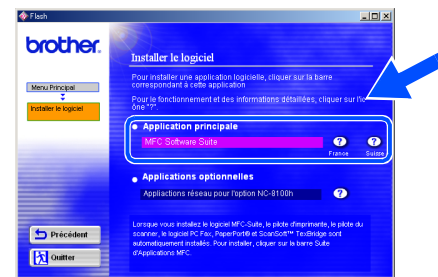 Flash
brother.
Installer le logiciel
Pour installer une application logicielle, cliquer sur la barre
correspondant à cette application
Pour le fonctionnement et des informations détaillées, cliquer sur l'ic
ône "?".
Menu Principal
Installer le logiciel
Application principale
MFC Software Suite
?
?
France
Suisse
Applications optionnelles
Appliactions réseau pour l'option NC-8100h
?
Lorsque vous installez le logiciel MFC-Suite, le pilote d'imprimante, le pilote du
scanner, le logiciel PC Fax, PaperPort® et ScanSoft™ TexBridge sont
automatiquement installés. Pour installer, cliquer sur la barre Suite
d'Applications MFC.
Précédent
Quitter